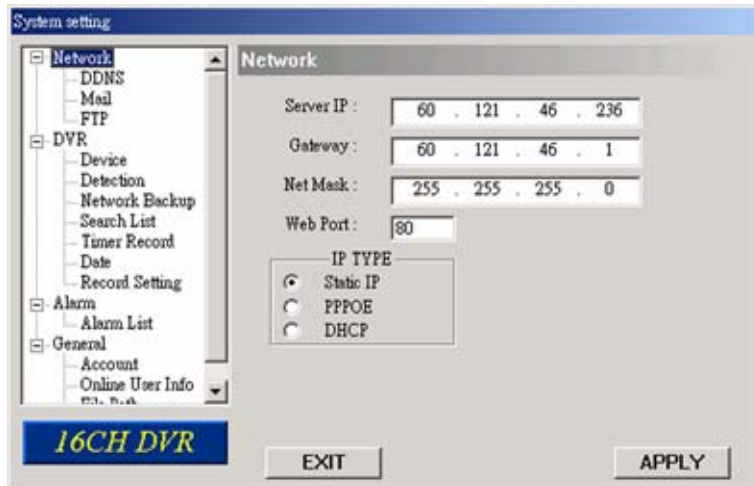 System setting
Network
DDNS
Mail
FTP
DVR
Device
Detection
Network Backup
Search List
Timer Record
Date
Record Setting
Alarm
Alarm List
General
Account
Online User Info
16CH DVR
Network
Server IP : 60 . 121 . 46 . 236
Gateway : 60 . 121 . 46 . 1
Net Mask : 255 . 255 . 255 . 0
Web Port : 80
IP TYPE
Static IP
PPPOE
DHCP
EXIT
APPLY